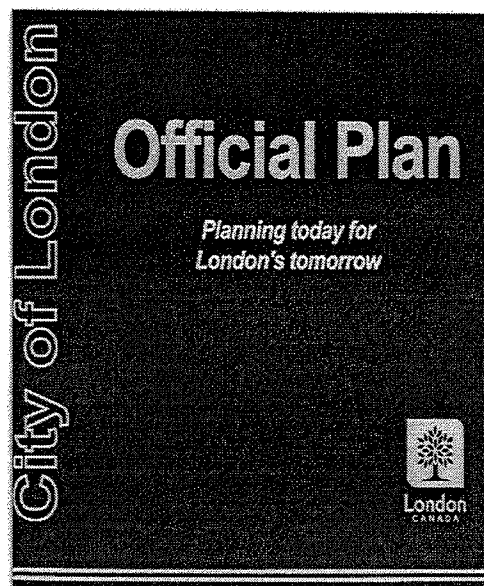 City of London
Official Plan
Planning today for
London's tomorrow
London
CANADA